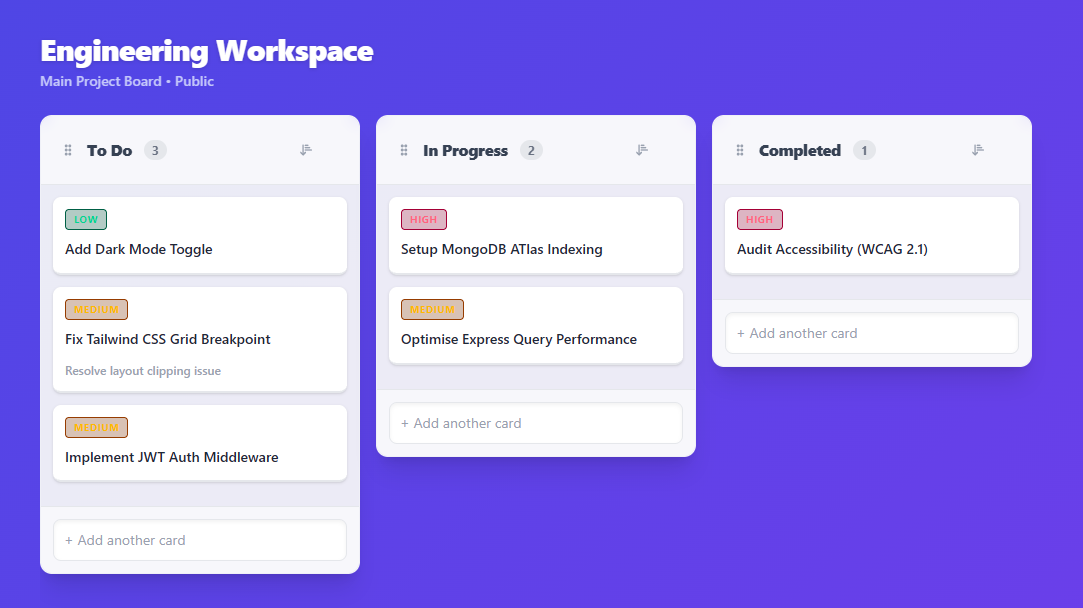 Engineering Workspace
Main Project Board • Public
To Do 3
LOW
Add Dark Mode Toggle
MEDIUM
Fix Tailwind CSS Grid Breakpoint
Resolve layout clipping issue
MEDIUM
Implement JWT Auth Middleware
+ Add another card
In Progress 2
HIGH
Setup MongoDB ATlas Indexing
MEDIUM
Optimise Express Query Performance
+ Add another card
Completed 1
HIGH
Audit Accessibility (WCAG 2.1)
+ Add another card